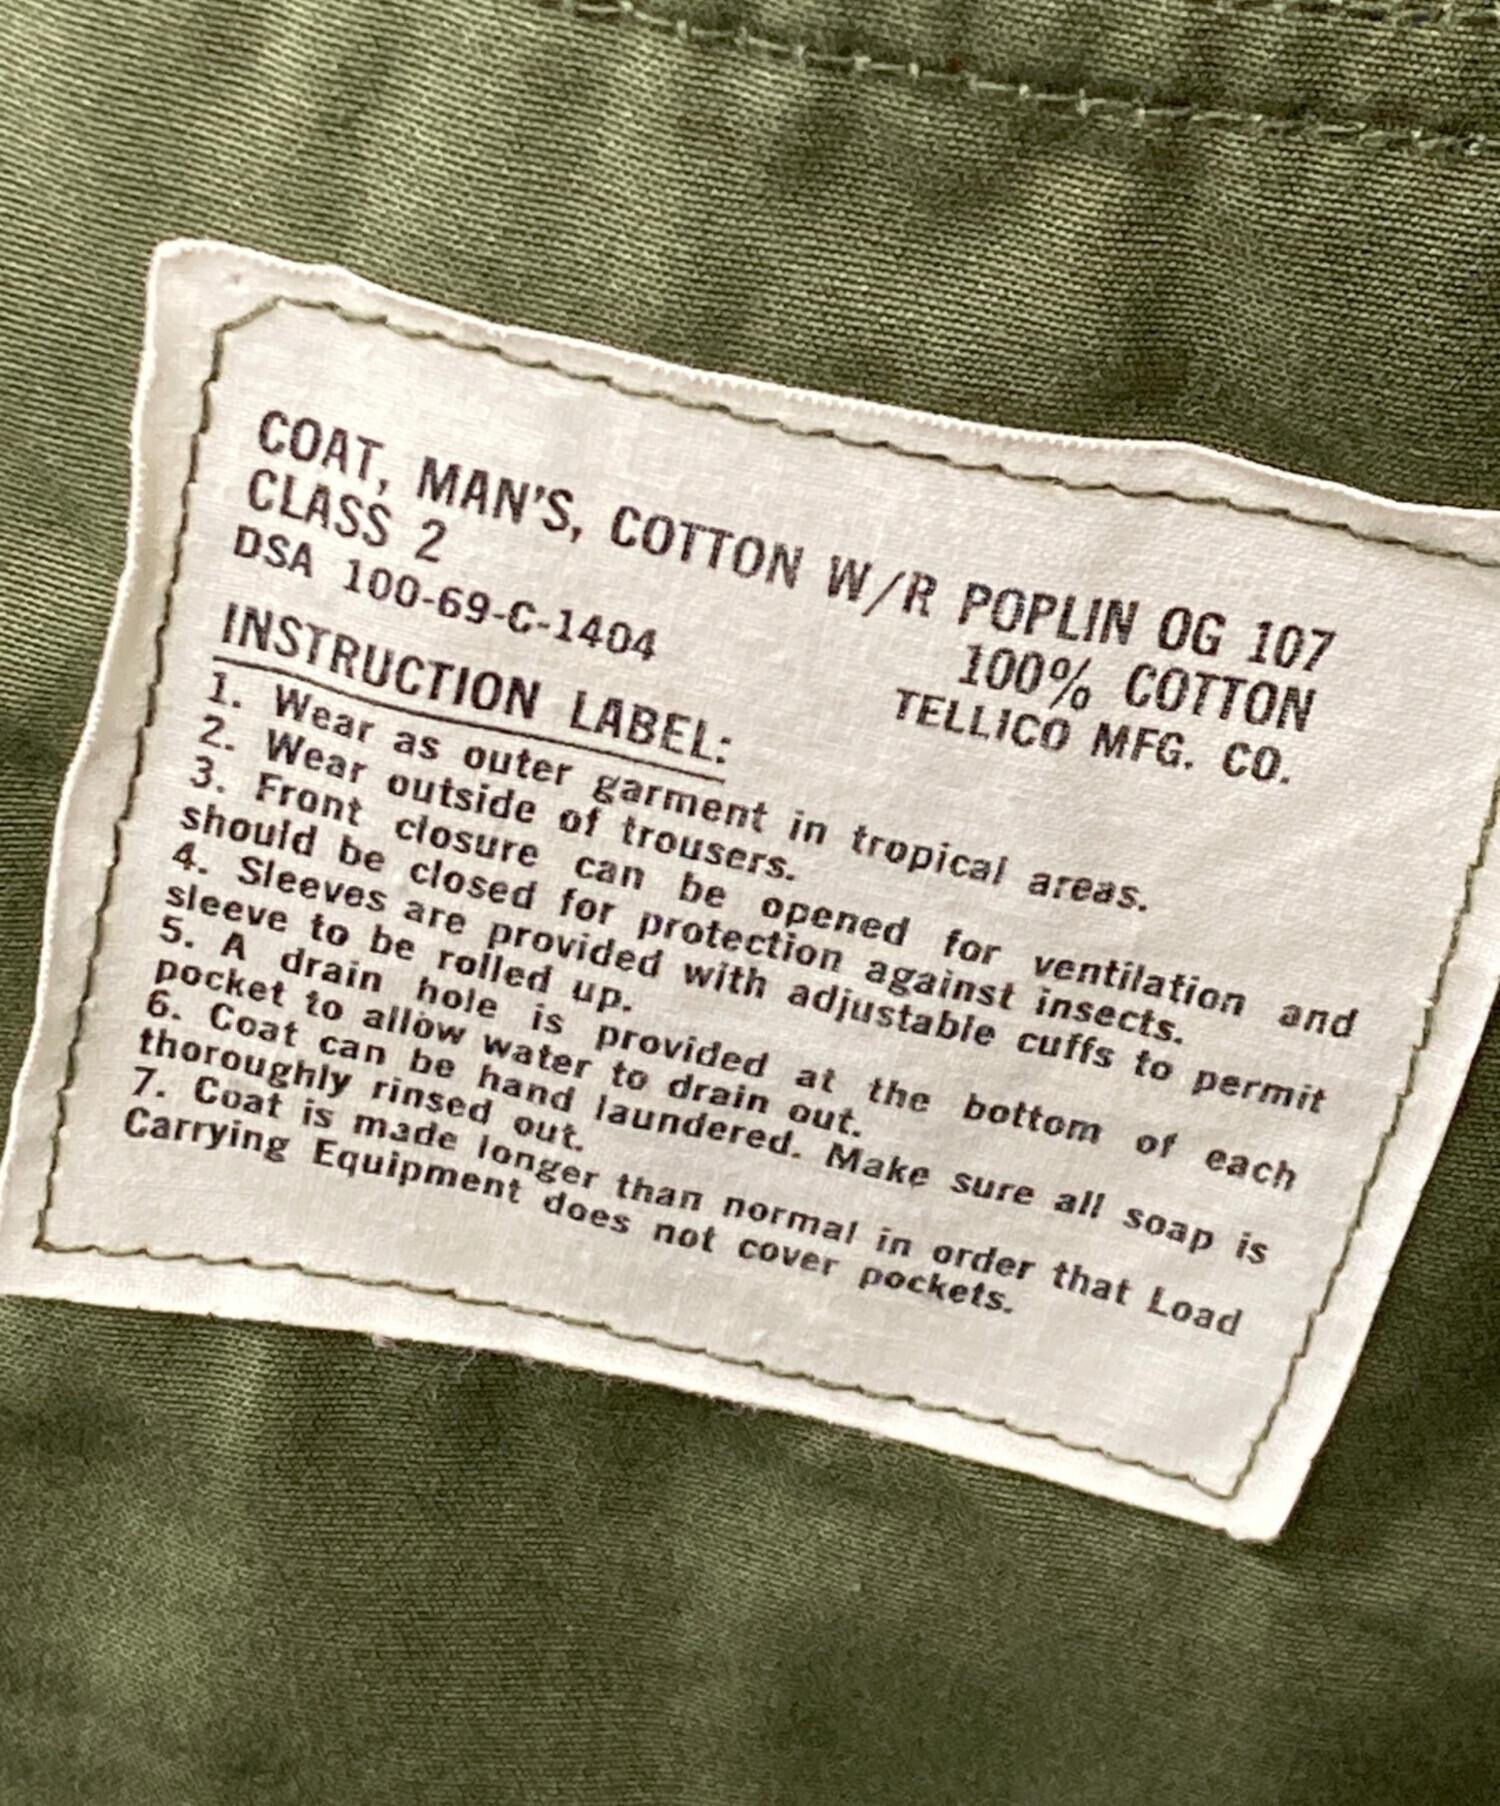 COAT, MAN'S, COTTON W/R POPLIN OG 107
CLASS 2 100% COTTON
DSA 100-69-C-1404 TELLICO MFG. CO.
INSTRUCTION LABEL:
1. Wear as outer garment in tropical areas.
2. Wear outside of trousers.
3. Front closure can be opened for ventilation and
should be closed for protection against insects.
4. Sleeves are provided with adjustable cuffs to permit
sleeve to be rolled up.
5. A drain hole is provided at the bottom of each
pocket to allow water to drain out.
6. Coat can be hand laundered. Make sure all soap is
thoroughly rinsed out.
7. Coat is made longer than normal in order that Load
Carrying Equipment does not cover pockets.